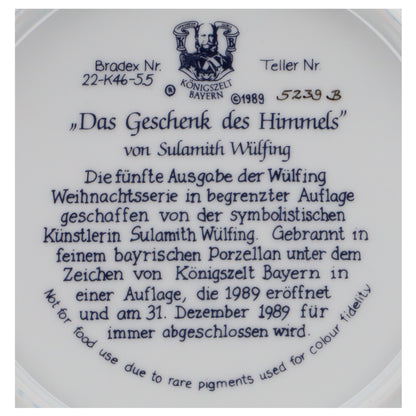 Bradex Nr.
22-K46-5.5
KÖNIGSZELT
BAYERN
®
©1989
Teller Nr.
5239 B
„Das Geschenk des Himmels"
von Sulamith Wülfing
Die fünfte Ausgabe der Wülfing
Weihnachtsserie in begrenzter Auflage
geschaffen von der symbolistischen
Künstlerin Sulamith Wülfing. Gebrannt in
feinem bayrischen Porzellan unter dem
Zeichen von Königszelt Bayern in
einer Auflage, die 1989 eröffnet
und am 31. Dezember 1989 für
immer abgeschlossen wird.
Not for food use due to rare pigments used for colour fidelity